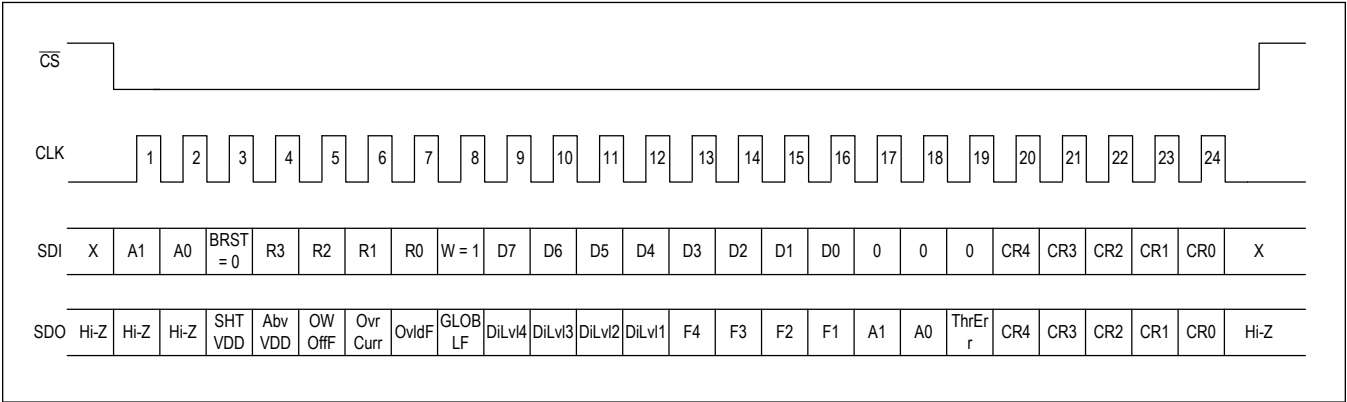 CS
CLK 1 2 3 4 5 6 7 8 9 10 11 12 13 14 15 16 17 18 19 20 21 22 23 24
SDI X A1 A0 BRST = 0 R3 R2 R1 R0 W = 1 D7 D6 D5 D4 D3 D2 D1 D0 0 0 0 CR4 CR3 CR2 CR1 CR0 X
SDO Hi-Z Hi-Z Hi-Z SHT VDD Abv VDD OW OffF Ovr Curr OvldF GLOB LF DiLvl4 DiLvl3 DiLvl2 DiLvl1 F4 F3 F2 F1 A1 A0 ThrEr r CR4 CR3 CR2 CR1 CR0 Hi-Z